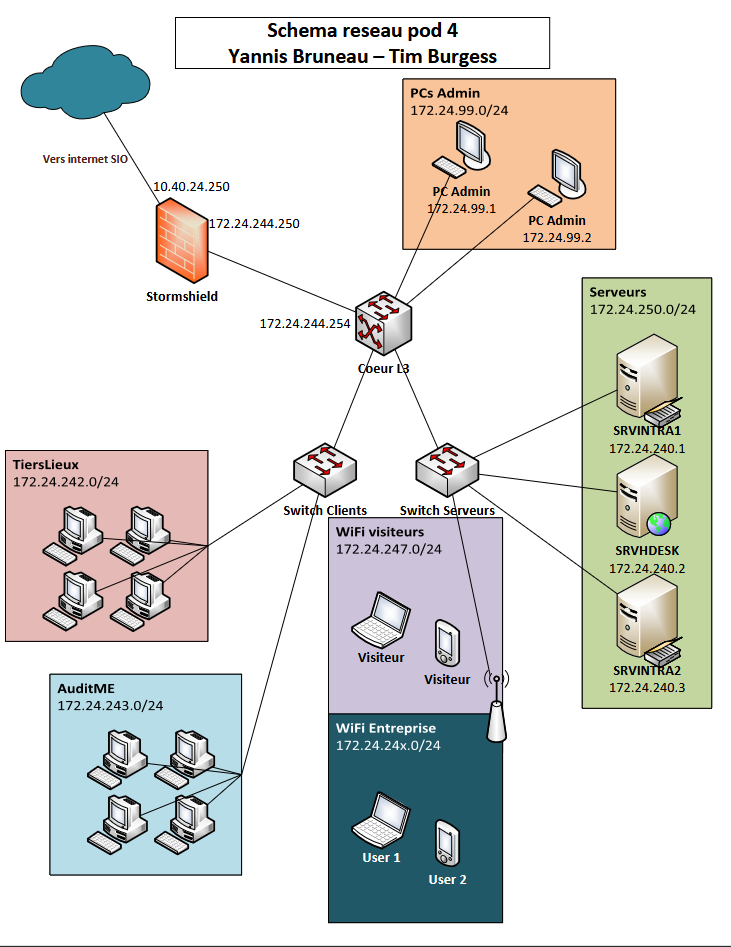 Schema reseau pod 4
Yannis Bruneau – Tim Burgess
Vers internet SIO
10.40.24.250
172.24.244.250
Stormshield
PCs Admin
172.24.99.0/24
PC Admin
172.24.99.1
PC Admin
172.24.99.2
172.24.244.254
Coeur L3
Serveurs
172.24.250.0/24
SRVINTRA1
172.24.240.1
SRVHDESK
172.24.240.2
SRVINTRA2
172.24.240.3
Switch Clients
Switch Serveurs
TiersLieux
172.24.242.0/24
AuditME
172.24.243.0/24
WiFi visiteurs
172.24.247.0/24
Visiteur
Visiteur
WiFi Entreprise
172.24.24x.0/24
User 1
User 2